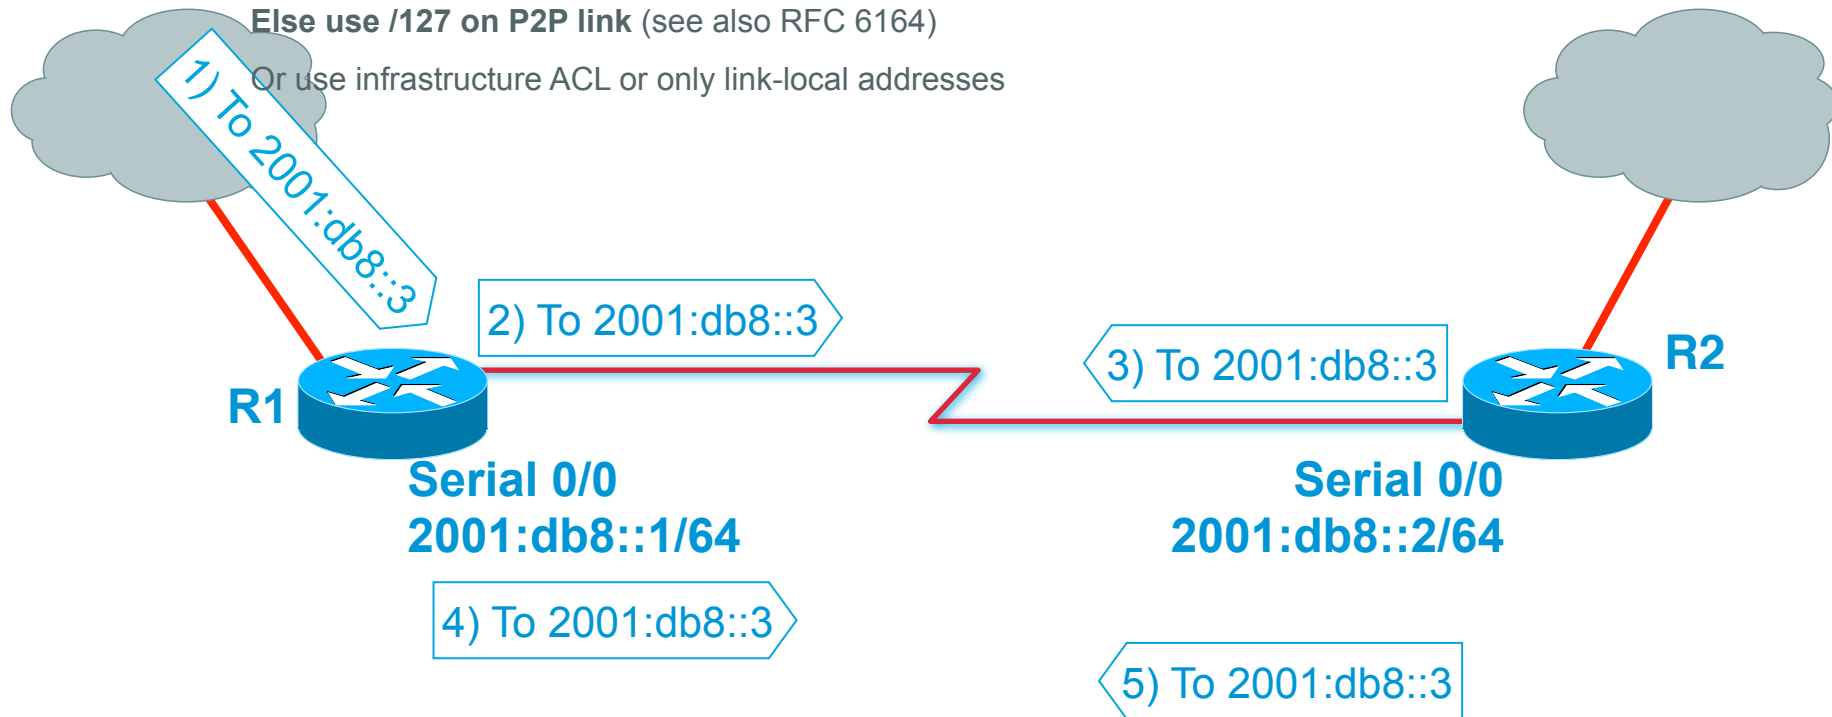 Else use /127 on P2P link (see also RFC 6164)
Or use infrastructure ACL or only link-local addresses
1) To 2001:db8::3
2) To 2001:db8::3
3) To 2001:db8::3
R1
R2
Serial 0/0
2001:db8::1/64
Serial 0/0
2001:db8::2/64
4) To 2001:db8::3
5) To 2001:db8::3